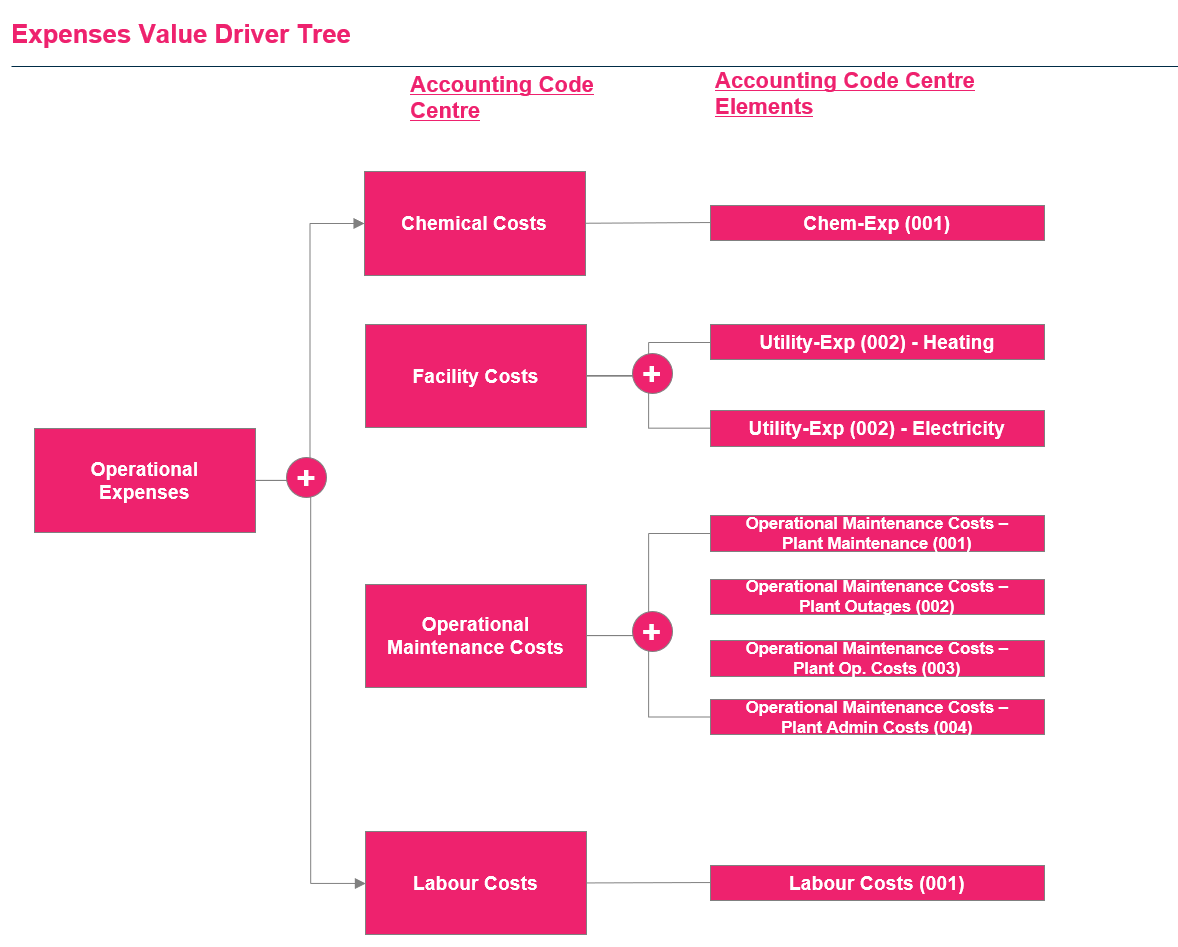 Expenses Value Driver Tree
Accounting Code
Centre
Accounting Code Centre
Elements
Chemical Costs
Chem-Exp (001)
Facility Costs
Utility-Exp (002) - Heating
Utility-Exp (002) - Electricity
Operational
Expenses
Operational
Maintenance Costs
Operational Maintenance Costs –
Plant Maintenance (001)
Operational Maintenance Costs –
Plant Outages (002)
Operational Maintenance Costs –
Plant Op. Costs (003)
Operational Maintenance Costs –
Plant Admin Costs (004)
Labour Costs
Labour Costs (001)